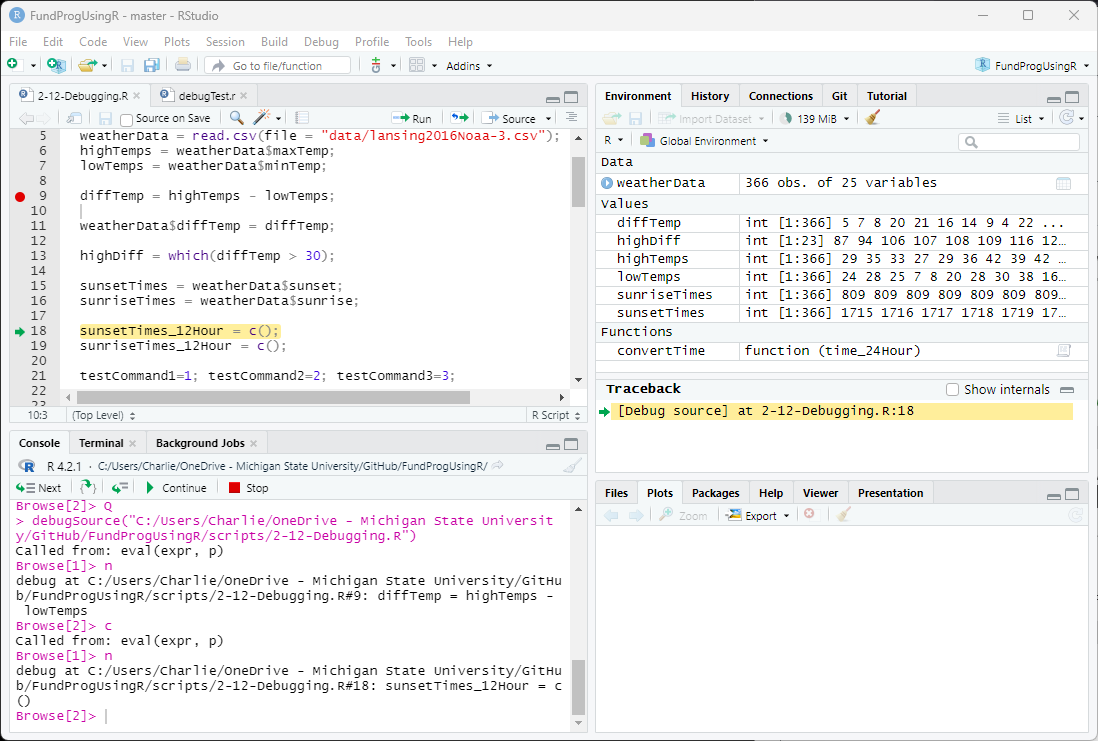 FundProgUsingR - master - RStudio
File Edit Code View Plots Session Build Debug Profile Tools Help
Go to file/function Addins FundProgUsingR
2-12-Debugging.R debugTest.r
Source on Save Run Source
5 weatherData = read.csv(file = "data/lansing2016Noaa-3.csv");
6 highTemps = weatherData$maxTemp;
7 lowTemps = weatherData$minTemp;
8
9 diffTemp = highTemps - lowTemps;
10
11 weatherData$diffTemp = diffTemp;
12
13 highDiff = which(diffTemp > 30);
14
15 sunsetTimes = weatherData$sunset;
16 sunriseTimes = weatherData$sunrise;
17
18 sunsetTimes_12Hour = c();
19 sunriseTimes_12Hour = c();
20
21 testCommand1=1; testCommand2=2; testCommand3=3;
22
23
10:3 (Top Level) R Script
Console Terminal Background Jobs
R 4.2.1 · C:/Users/Charlie/OneDrive - Michigan State University/GitHub/FundProgUsingR/
Next Continue Stop
Browse[2]> Q
> debugSource("C:/Users/Charlie/OneDrive - Michigan State Universit
y/GitHub/FundProgUsingR/scripts/2-12-Debugging.R")
Called from: eval(expr, p)
Browse[1]> n
debug at C:/Users/Charlie/OneDrive - Michigan State University/GitHu
b/FundProgUsingR/scripts/2-12-Debugging.R#9: diffTemp = highTemps -
lowTemps
Browse[2]> c
Called from: eval(expr, p)
Browse[1]> n
debug at C:/Users/Charlie/OneDrive - Michigan State University/GitHu
b/FundProgUsingR/scripts/2-12-Debugging.R#18: sunsetTimes_12Hour = c
()
Browse[2]>
Environment History Connections Git Tutorial
Import Dataset 139 MiB List
R Global Environment
Data
weatherData 366 obs. of 25 variables
Values
diffTemp int [1:366] 5 7 8 20 21 16 14 9 4 22 ...
highDiff int [1:23] 87 94 106 107 108 109 116 12…
highTemps int [1:366] 29 35 33 27 29 36 42 39 42 …
lowTemps int [1:366] 24 28 25 7 8 20 28 30 38 16…
sunriseTimes int [1:366] 809 809 809 809 809 809 809…
sunsetTimes int [1:366] 1715 1716 1717 1718 1719 17…
Functions
convertTime function (time_24Hour)
Traceback Show internals
[Debug source] at 2-12-Debugging.R:18
Files Plots Packages Help Viewer Presentation
Zoom Export